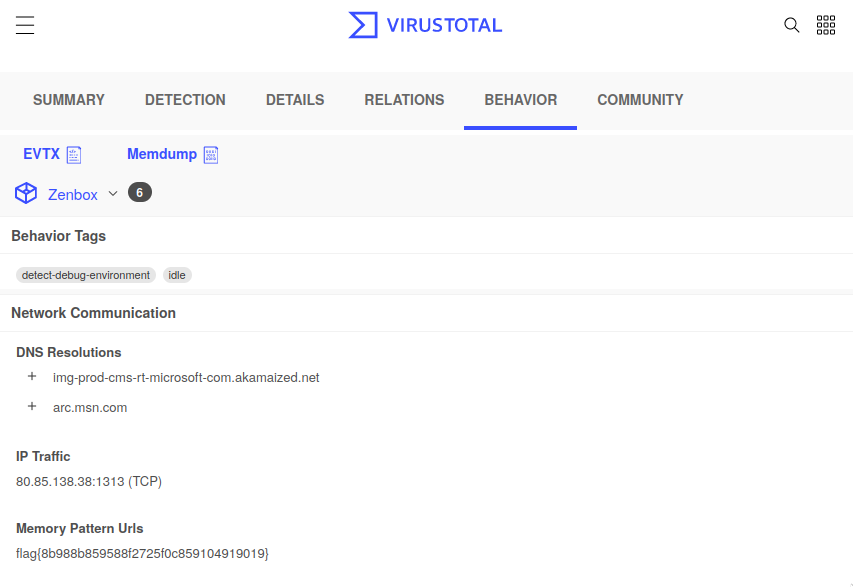 VIRUSTOTAL
SUMMARY DETECTION DETAILS RELATIONS BEHAVIOR COMMUNITY
EVTX Memdump
Zenbox 6
Behavior Tags
detect-debug-environment idle
Network Communication
DNS Resolutions
+ img-prod-cms-rt-microsoft-com.akamaized.net
+ arc.msn.com
IP Traffic
80.85.138.38:1313 (TCP)
Memory Pattern Urls
flag{8b988b859588f2725f0c859104919019}